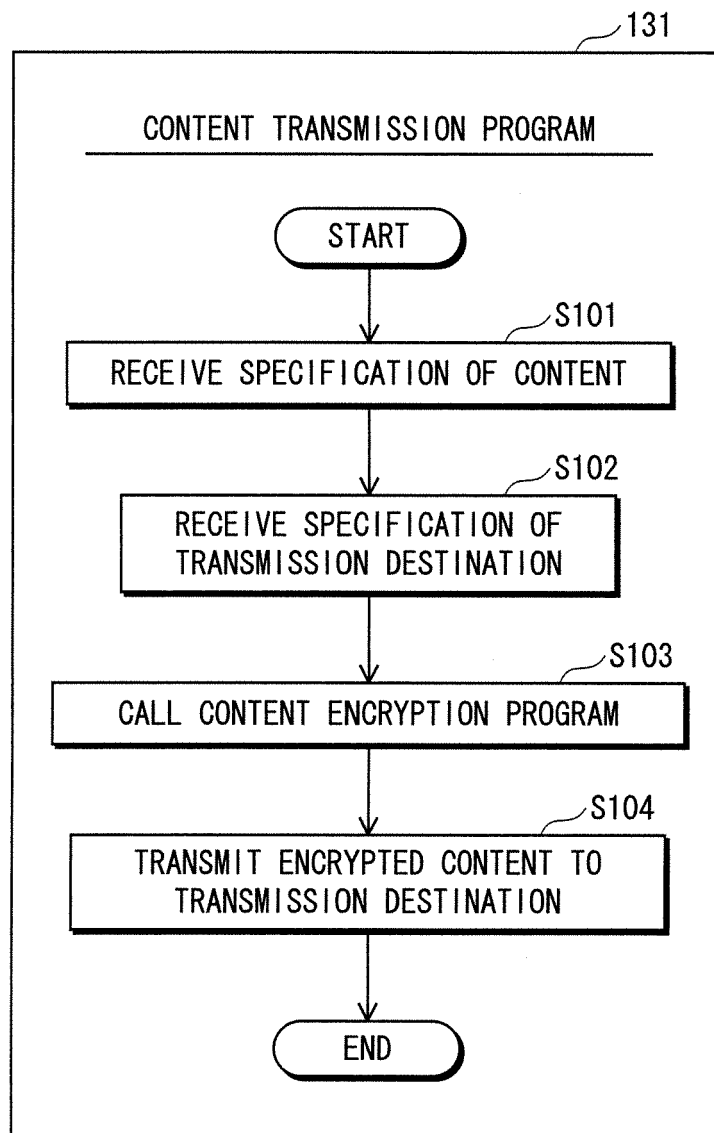 131
CONTENT TRANSMISSION PROGRAM
START
S101
RECEIVE SPECIFICATION OF CONTENT
S102
RECEIVE SPECIFICATION OF
TRANSMISSION DESTINATION
S103
CALL CONTENT ENCRYPTION PROGRAM
S104
TRANSMIT ENCRYPTED CONTENT TO
TRANSMISSION DESTINATION
END